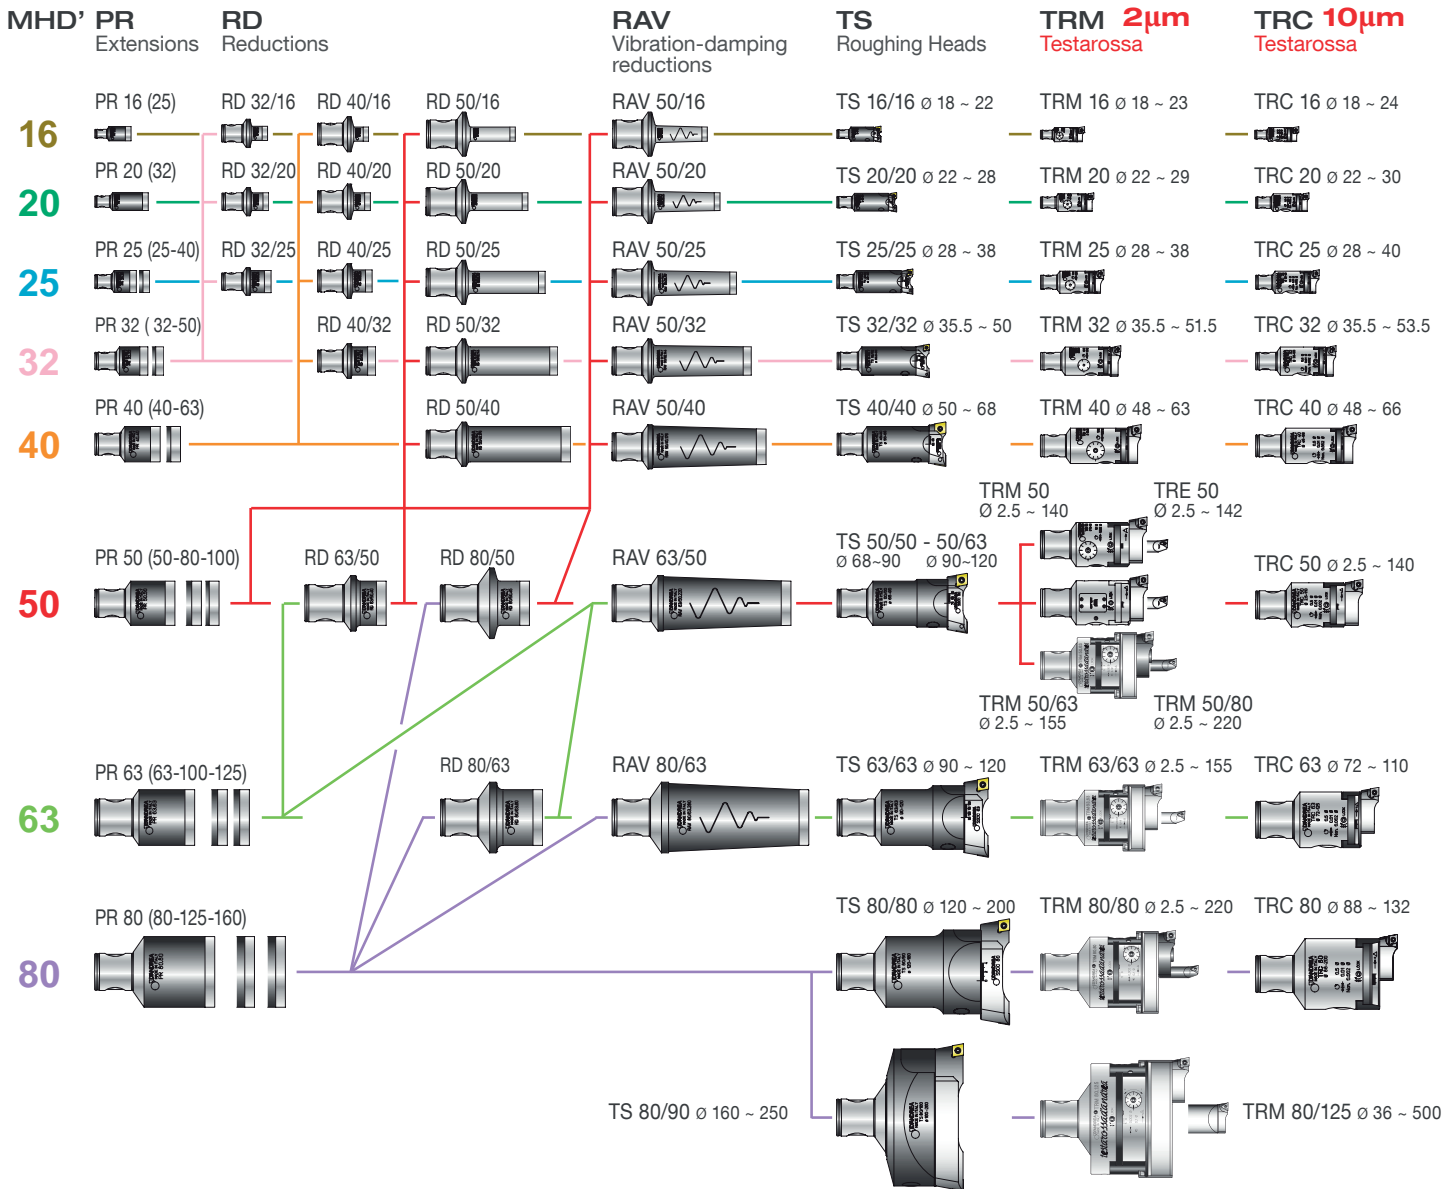 MHD' PR RD RAV TS TRM 2µm TRC 10µm
Extensions Reductions Vibration-damping reductions Roughing Heads Testarossa Testarossa
PR 16 (25) RD 32/16 RD 40/16 RD 50/16 RAV 50/16 TS 16/16 Ø 18 ~ 22 TRM 16 Ø 18 ~ 23 TRC 16 Ø 18 ~ 24
16
PR 20 (32) RD 32/20 RD 40/20 RD 50/20 RAV 50/20 TS 20/20 Ø 22 ~ 28 TRM 20 Ø 22 ~ 29 TRC 20 Ø 22 ~ 30
20
PR 25 (25-40) RD 32/25 RD 40/25 RD 50/25 RAV 50/25 TS 25/25 Ø 28 ~ 38 TRM 25 Ø 28 ~ 38 TRC 25 Ø 28 ~ 40
25
PR 32 ( 32-50) RD 40/32 RD 50/32 RAV 50/32 TS 32/32 Ø 35.5 ~ 50 TRM 32 Ø 35.5 ~ 51.5 TRC 32 Ø 35.5 ~ 53.5
32
PR 40 (40-63) RD 50/40 RAV 50/40 TS 40/40 Ø 50 ~ 68 TRM 40 Ø 48 ~ 63 TRC 40 Ø 48 ~ 66
40
TRM 50 TRE 50
Ø 2.5 ~ 140 Ø 2.5 ~ 142
PR 50 (50-80-100) RD 63/50 RD 80/50 RAV 63/50 TS 50/50 - 50/63 TRC 50 Ø 2.5 ~ 140
Ø 68~90 Ø 90~120
50
TRM 50/63 TRM 50/80
Ø 2.5 ~ 155 Ø 2.5 ~ 220
PR 63 (63-100-125) RD 80/63 RAV 80/63 TS 63/63 Ø 90 ~ 120 TRM 63/63 Ø 2.5 ~ 155 TRC 63 Ø 72 ~ 110
63
PR 80 (80-125-160) TS 80/80 Ø 120 ~ 200 TRM 80/80 Ø 2.5 ~ 220 TRC 80 Ø 88 ~ 132
80
TS 80/90 Ø 160 ~ 250 TRM 80/125 Ø 36 ~ 500